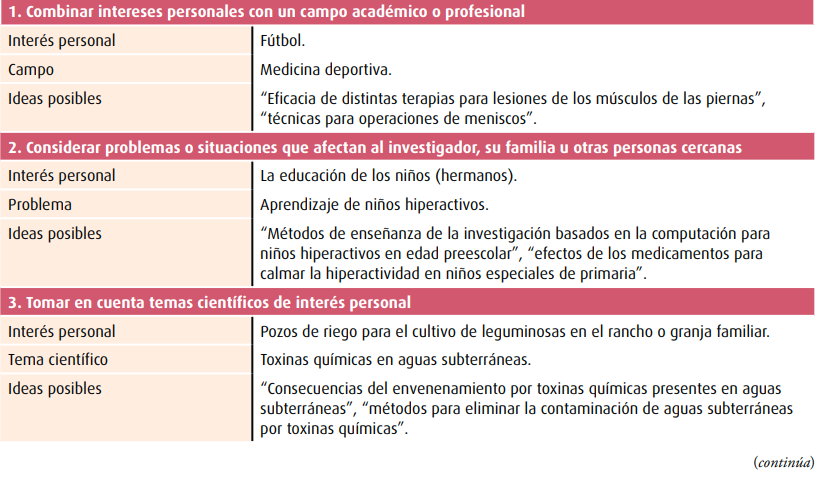 1. Combinar intereses personales con un campo académico o profesional
Interés personal Fútbol.
Campo Medicina deportiva.
Ideas posibles “Eficacia de distintas terapias para lesiones de los músculos de las piernas”,
“técnicas para operaciones de meniscos”.
2. Considerar problemas o situaciones que afectan al investigador, su familia u otras personas cercanas
Interés personal La educación de los niños (hermanos).
Problema Aprendizaje de niños hiperactivos.
Ideas posibles “Métodos de enseñanza de la investigación basados en la computación para
niños hiperactivos en edad preescolar”, “efectos de los medicamentos para
calmar la hiperactividad en niños especiales de primaria”.
3. Tomar en cuenta temas científicos de interés personal
Interés personal Pozos de riego para el cultivo de leguminosas en el rancho o granja familiar.
Tema científico Toxinas químicas en aguas subterráneas.
Ideas posibles “Consecuencias del envenenamiento por toxinas químicas presentes en aguas
subterráneas”, “métodos para eliminar la contaminación de aguas subterráneas
por toxinas químicas”.
(continúa)